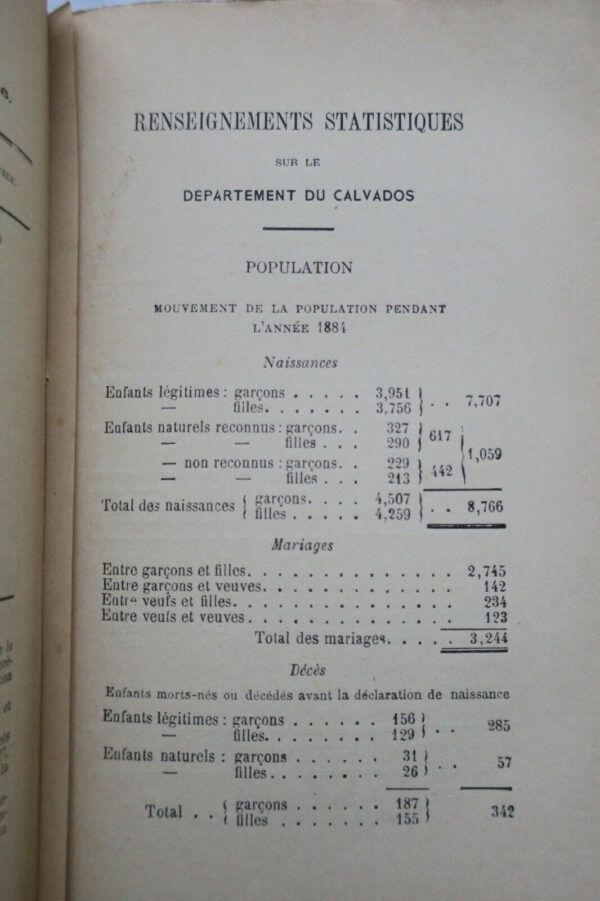 RENSEIGNEMENTS STATISTIQUES
SUR LE
DÉPARTEMENT DU CALVADOS
POPULATION
MOUVEMENT DE LA POPULATION PENDANT
L'ANNÉE 1884
Naissances
Enfants légitimes : garçons . . . . . 3,951 } . . 7,707
— filles. . . . . . . 3,756
Enfants naturels reconnus : garçons. . 327 } 617
— — filles . . . 290
1,059
— non reconnus : garçons. . 229 } 442
— — filles . . . 213
Total des naissances { garçons. . . . 4,507 } . . 8,766
filles . . . . . 4,259
Mariages
Entre garçons et filles. . . . . . . . . . . . . . 2,745
Entre garçons et veuves. . . . . . . . . . . . . 142
Entre veufs et filles. . . . . . . . . . . . . . . 234
Entre veufs et veuves. . . . . . . . . . . . . . 123
Total des mariages. . . . . 3,244
Décès
Enfants morts-nés ou décédés avant la déclaration de naissance
Enfants légitimes : garçons . . . . . . 156 } . . 285
— filles. . . . . . . 129
Enfants naturels : garçons . . . . . . 31 } . . 57
— filles. . . . . . . 26
Total . . { garçons . . . . . . 187 } 342
filles . . . . . . . 155